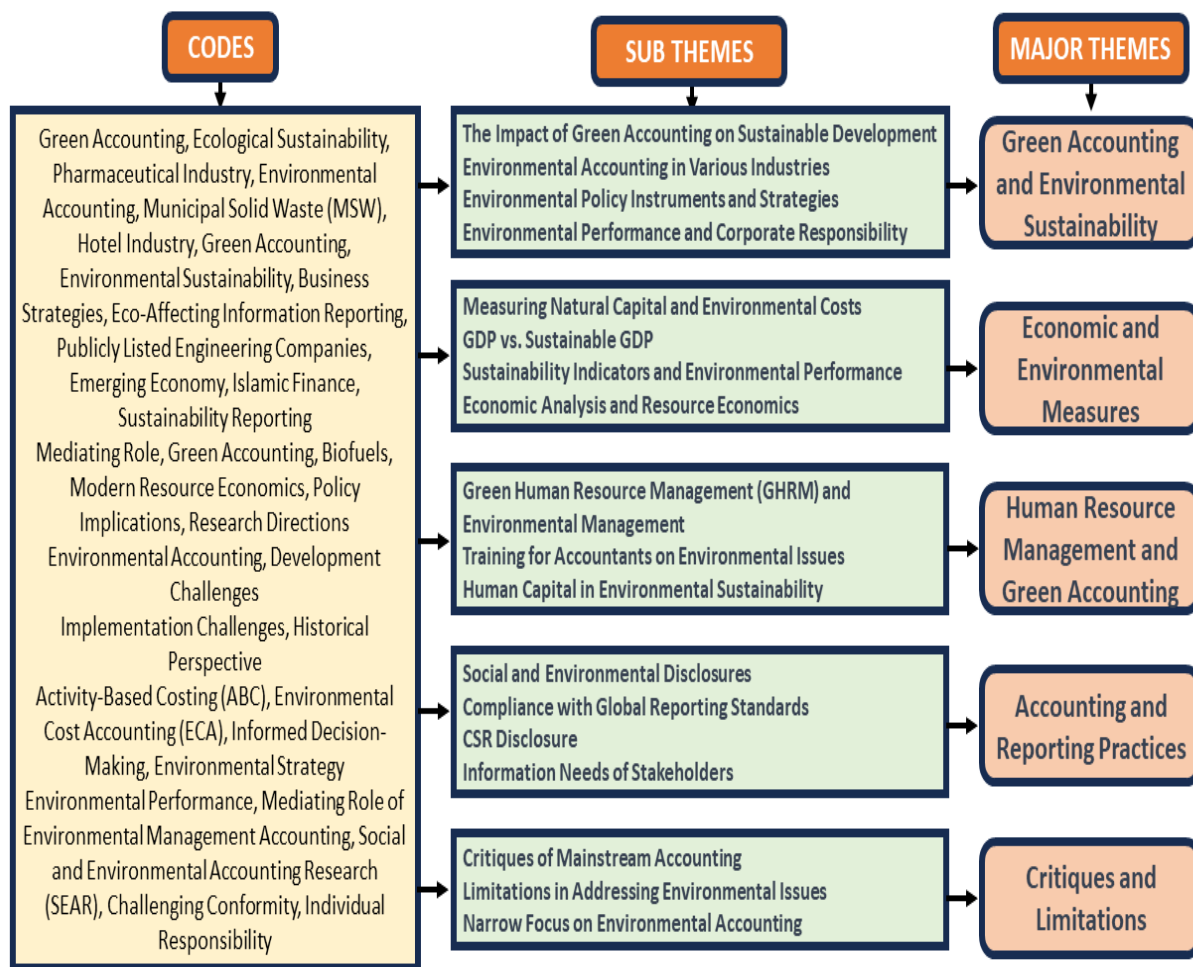 CODES
SUB THEMES
MAJOR THEMES
Green Accounting, Ecological Sustainability,
Pharmaceutical Industry, Environmental
Accounting, Municipal Solid Waste (MSW),
Hotel Industry, Green Accounting,
Environmental Sustainability, Business
Strategies, Eco-Affecting Information Reporting,
Publicly Listed Engineering Companies,
Emerging Economy, Islamic Finance,
Sustainability Reporting
Mediating Role, Green Accounting, Biofuels,
Modern Resource Economics, Policy
Implications, Research Directions
Environmental Accounting, Development
Challenges
Implementation Challenges, Historical
Perspective
Activity-Based Costing (ABC), Environmental
Cost Accounting (ECA), Informed Decision-
Making, Environmental Strategy
Environmental Performance, Mediating Role of
Environmental Management Accounting, Social
and Environmental Accounting Research
(SEAR), Challenging Conformity, Individual
Responsibility
The Impact of Green Accounting on Sustainable Development
Environmental Accounting in Various Industries
Environmental Policy Instruments and Strategies
Environmental Performance and Corporate Responsibility
Green Accounting
and Environmental
Sustainability
Measuring Natural Capital and Environmental Costs
GDP vs. Sustainable GDP
Sustainability Indicators and Environmental Performance
Economic Analysis and Resource Economics
Economic and
Environmental
Measures
Green Human Resource Management (GHRM) and
Environmental Management
Training for Accountants on Environmental Issues
Human Capital in Environmental Sustainability
Human Resource
Management and
Green Accounting
Social and Environmental Disclosures
Compliance with Global Reporting Standards
CSR Disclosure
Information Needs of Stakeholders
Accounting and
Reporting Practices
Critiques of Mainstream Accounting
Limitations in Addressing Environmental Issues
Narrow Focus on Environmental Accounting
Critiques and
Limitations